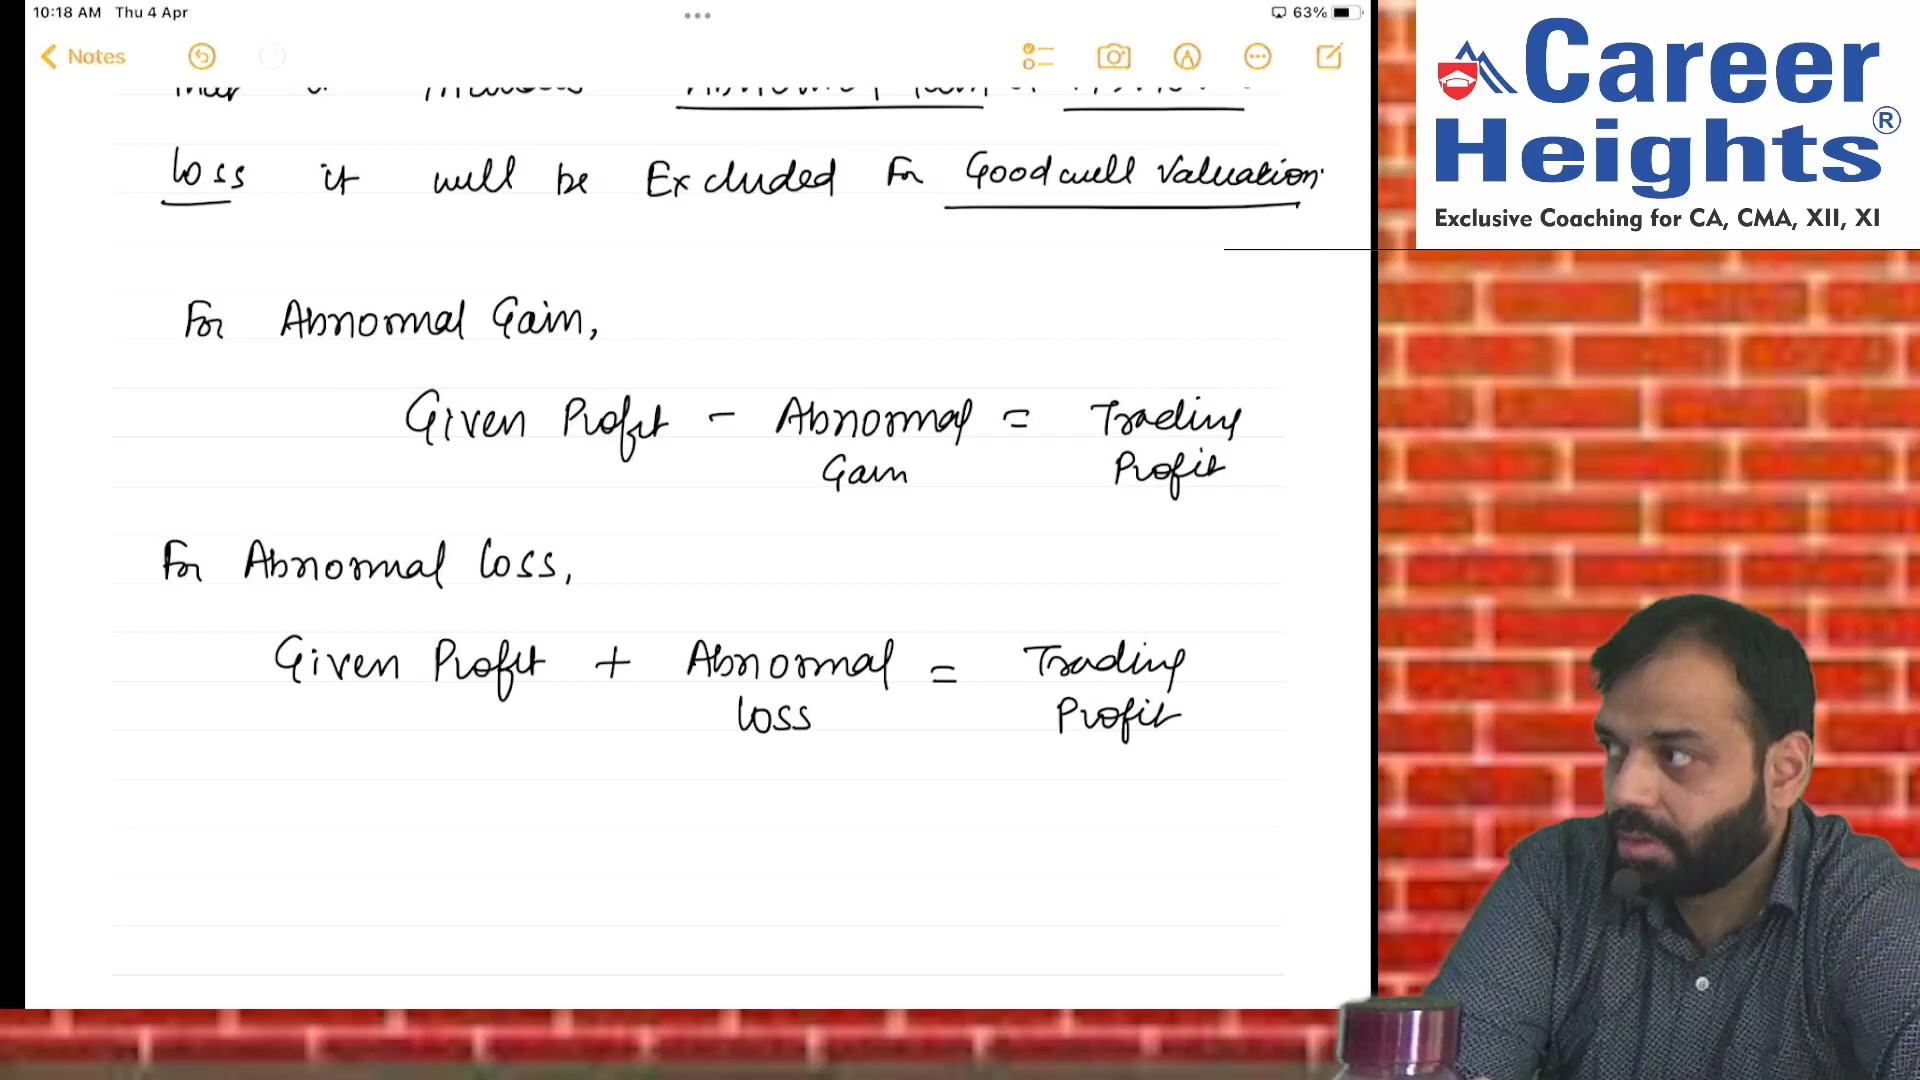 10:18 AM Thu 4 Apr
63%
Notes
Loss it will be Excluded For Goodwill Valuation.
For Abnormal Gain,
Given Profit - Abnormal = Trading
Gain Profit
For Abnormal Loss,
Given Profit + Abnormal = Trading
Loss Profit
Career
Heights®
Exclusive Coaching for CA, CMA, XII, XI